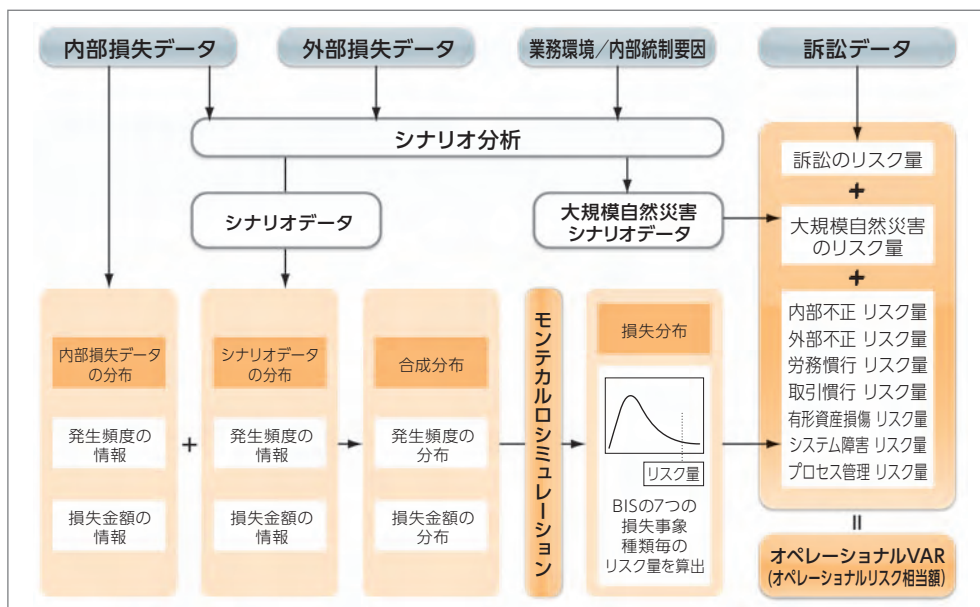 内部損失データ
外部損失データ
業務環境/内部統制要因
訴訟データ
シナリオ分析
シナリオデータ
大規模自然災害
シナリオデータ
訴訟のリスク量
+
大規模自然災害
のリスク量
+
内部不正 リスク量
外部不正 リスク量
労務慣行 リスク量
取引慣行 リスク量
有形資産損傷 リスク量
システム障害 リスク量
プロセス管理 リスク量
=
オペレーショナルVAR
(オペレーショナルリスク相当額)
内部損失データ
の分布
発生頻度の
情報
損失金額の
情報
+
シナリオデータ
の分布
発生頻度の
情報
損失金額の
情報
合成分布
発生頻度の
分布
損失金額の
分布
モンテカルロシミュレーション
損失分布
リスク量
BISの7つの
損失事象
種類毎の
リスク量を算出